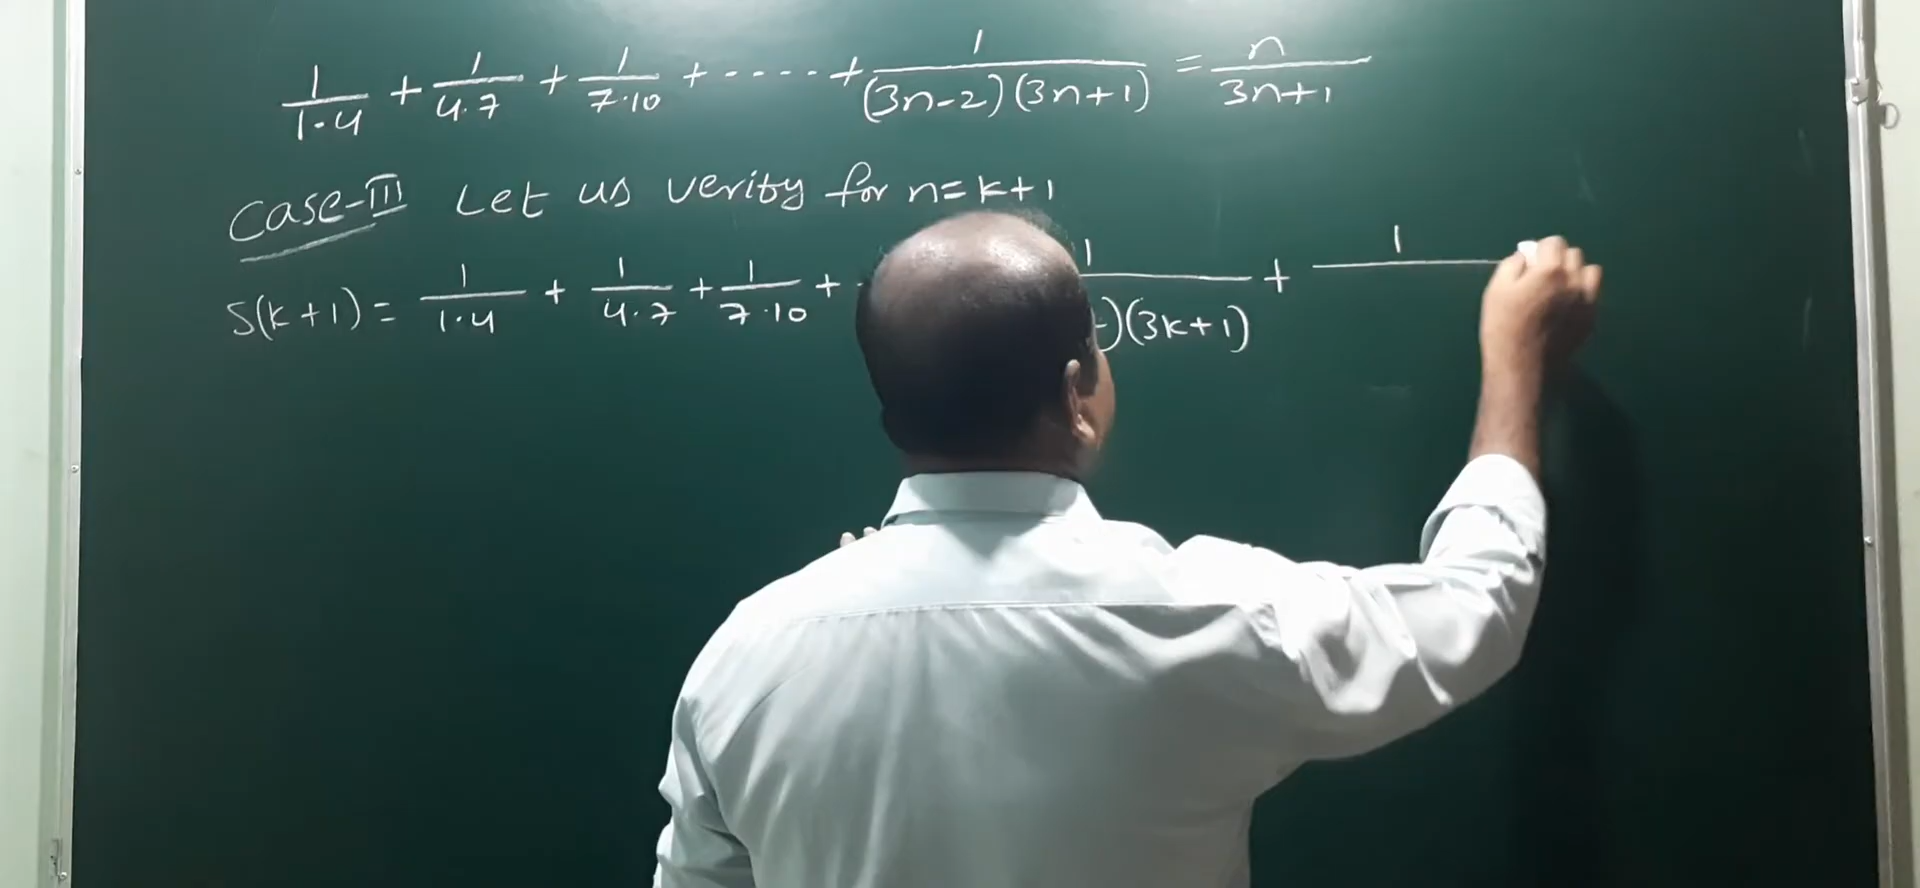 1/1·4 + 1/4·7 + 1/7·10 + ····· + 1/(3n-2)(3n+1) = n/3n+1
Case-III Let us verify for n=k+1
S(k+1) = 1/1·4 + 1/4·7 + 1/7·10 + · 1/ )(3k+1) + 1/